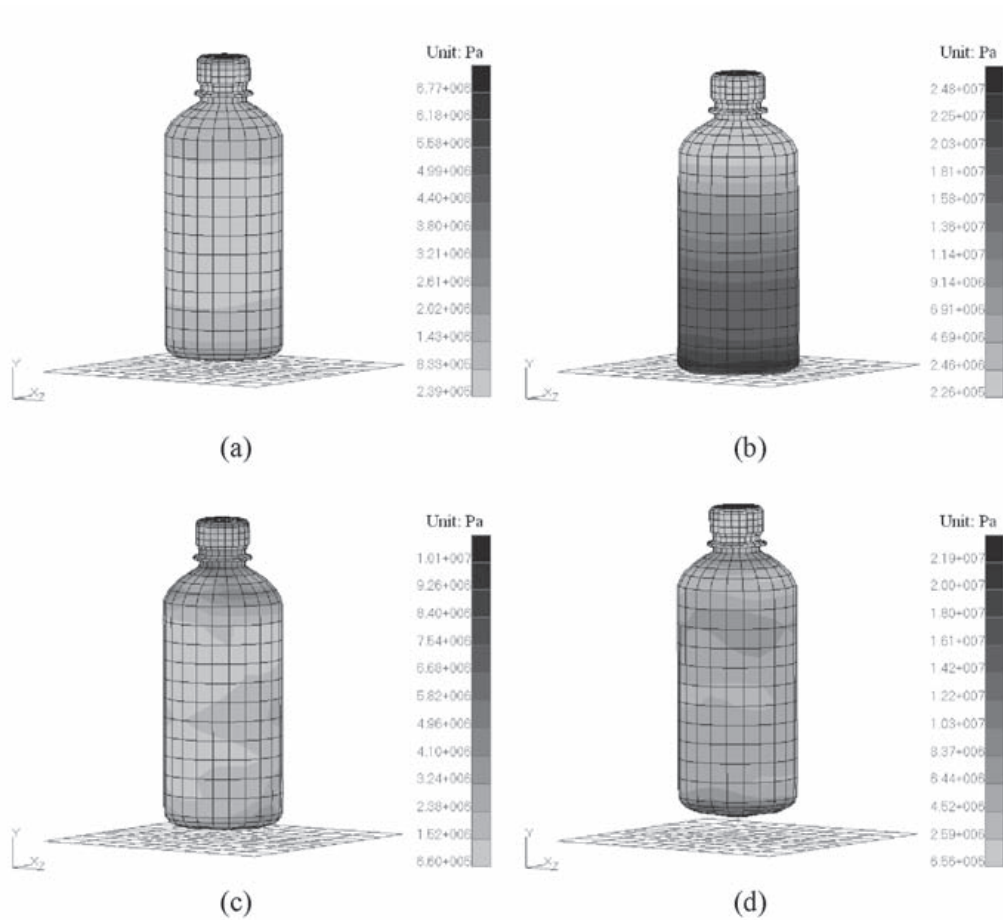 Unit: Pa
6.77+006
6.18+006
5.58+006
4.99+006
4.40+006
3.80+006
3.21+006
2.61+006
2.02+006
1.43+006
8.33+005
2.39+005
Y
X
Z
(a)
Unit: Pa
2.48+007
2.25+007
2.03+007
1.81+007
1.58+007
1.36+007
1.14+007
9.14+006
6.91+006
4.69+006
2.46+006
2.26+005
Y
X
Z
(b)
Unit: Pa
1.01+007
9.26+006
8.40+006
7.54+006
6.68+006
5.82+006
4.96+006
4.10+006
3.24+006
2.38+006
1.52+006
6.60+005
Y
X
Z
(c)
Unit: Pa
2.19+007
2.00+007
1.80+007
1.61+007
1.42+007
1.22+007
1.03+007
8.37+006
6.44+006
4.52+006
2.59+006
6.56+005
Y
X
Z
(d)